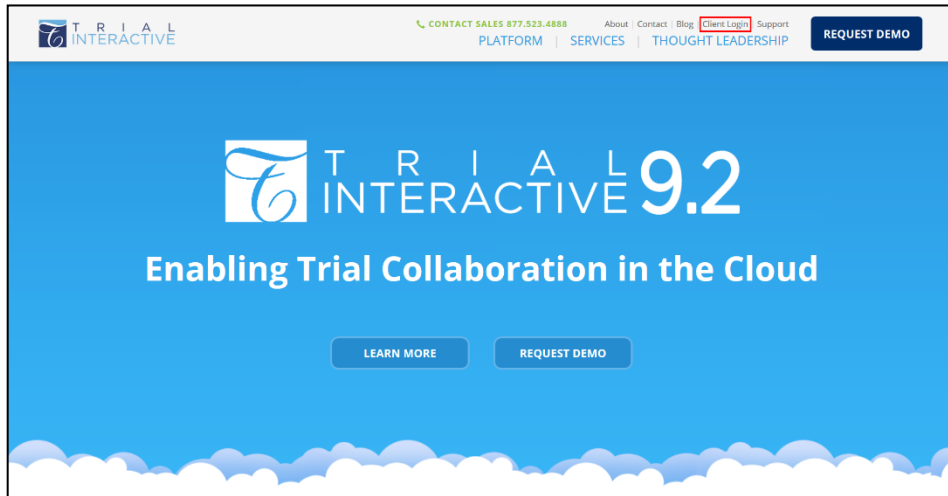 TRIAL
INTERACTIVE
CONTACT SALES 877.523.4888
About | Contact | Blog | Client Login | Support
PLATFORM | SERVICES | THOUGHT LEADERSHIP
REQUEST DEMO
TRIAL
INTERACTIVE 9.2
Enabling Trial Collaboration in the Cloud
LEARN MORE
REQUEST DEMO